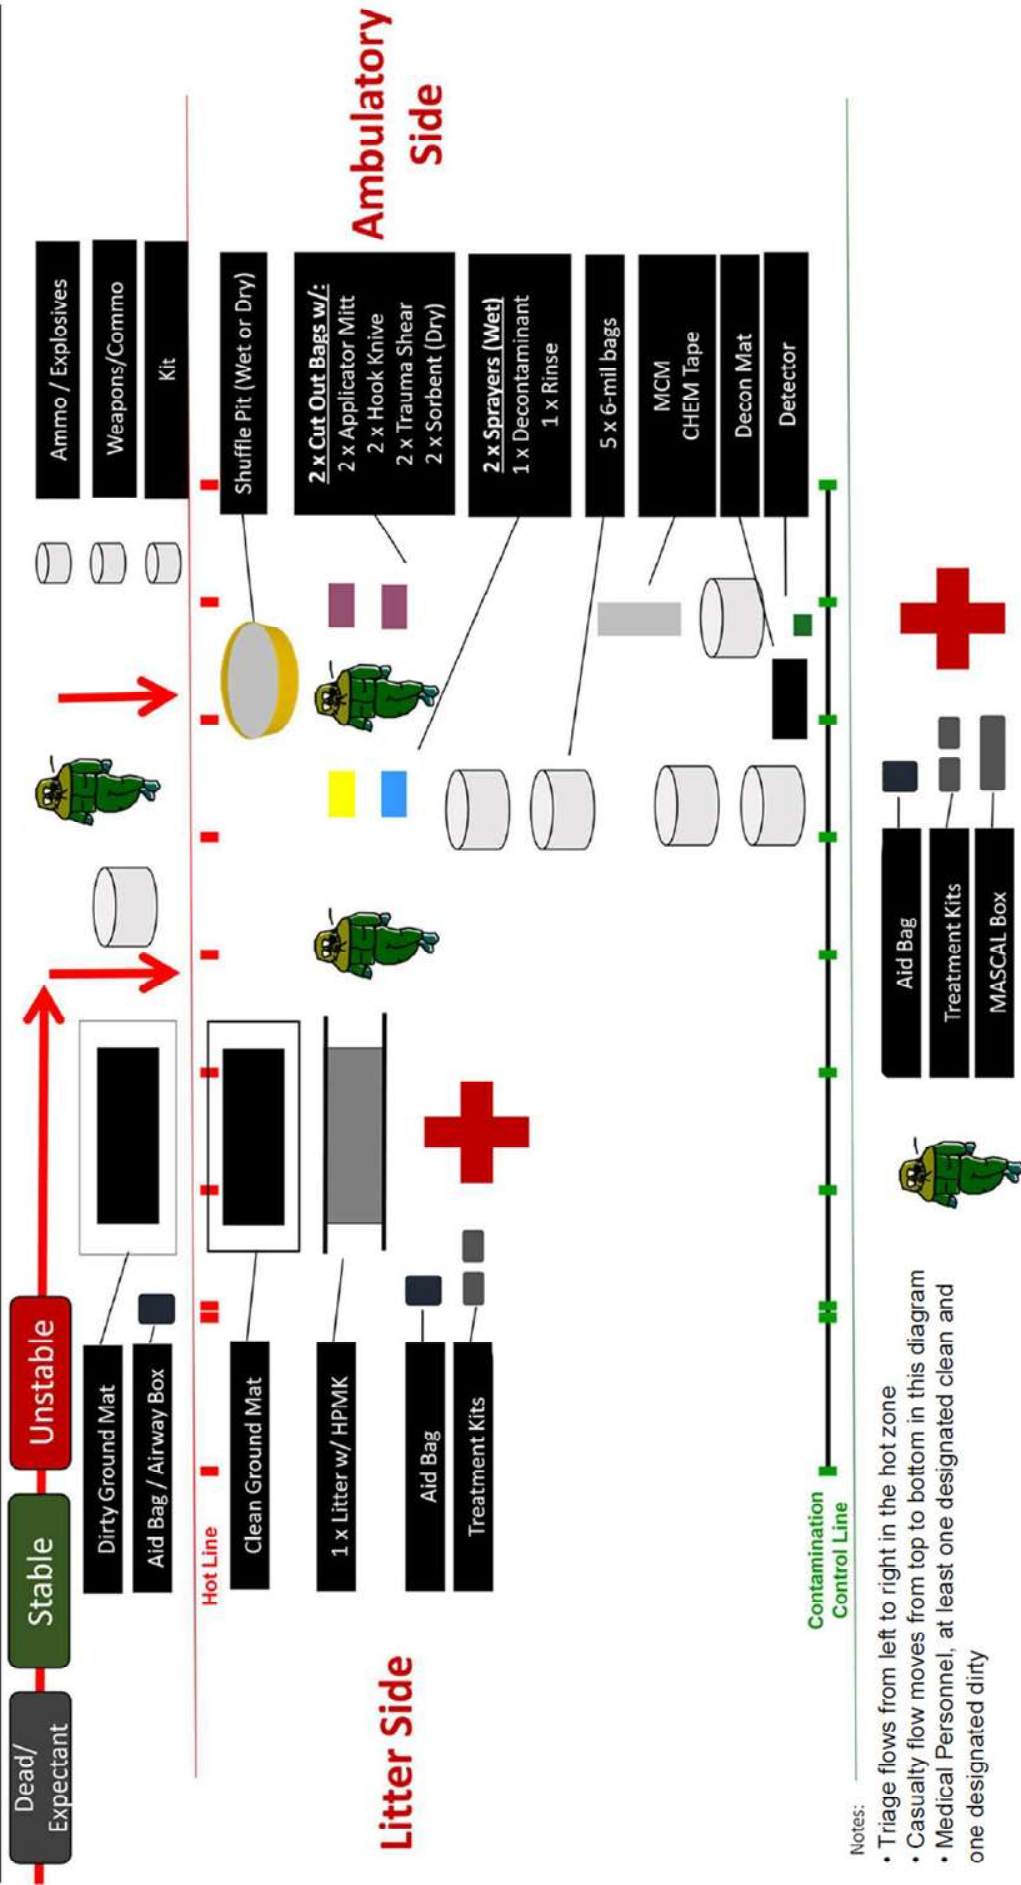 Dead/
Expectant
Stable
Unstable
Dirty Ground Mat
Aid Bag / Airway Box
Ammo / Explosives
Weapons/Commo
Kit
Hot Line
Clean Ground Mat
1 x Litter w/ HPMK
Aid Bag
Treatment Kits
Litter Side
Shuffle Pit (Wet or Dry)
2 x Cut Out Bags w/:
2 x Applicator Mitt
2 x Hook Knive
2 x Trauma Shear
2 x Sorbent (Dry)
2 x Sprayers (Wet)
1 x Decontaminant
1 x Rinse
5 x 6-mil bags
MCM
CHEM Tape
Decon Mat
Detector
Ambulatory
Side
Contamination
Control Line
Aid Bag
Treatment Kits
MASCAL Box
Notes:
• Triage flows from left to right in the hot zone
• Casualty flow moves from top to bottom in this diagram
• Medical Personnel, at least one designated clean and
one designated dirty